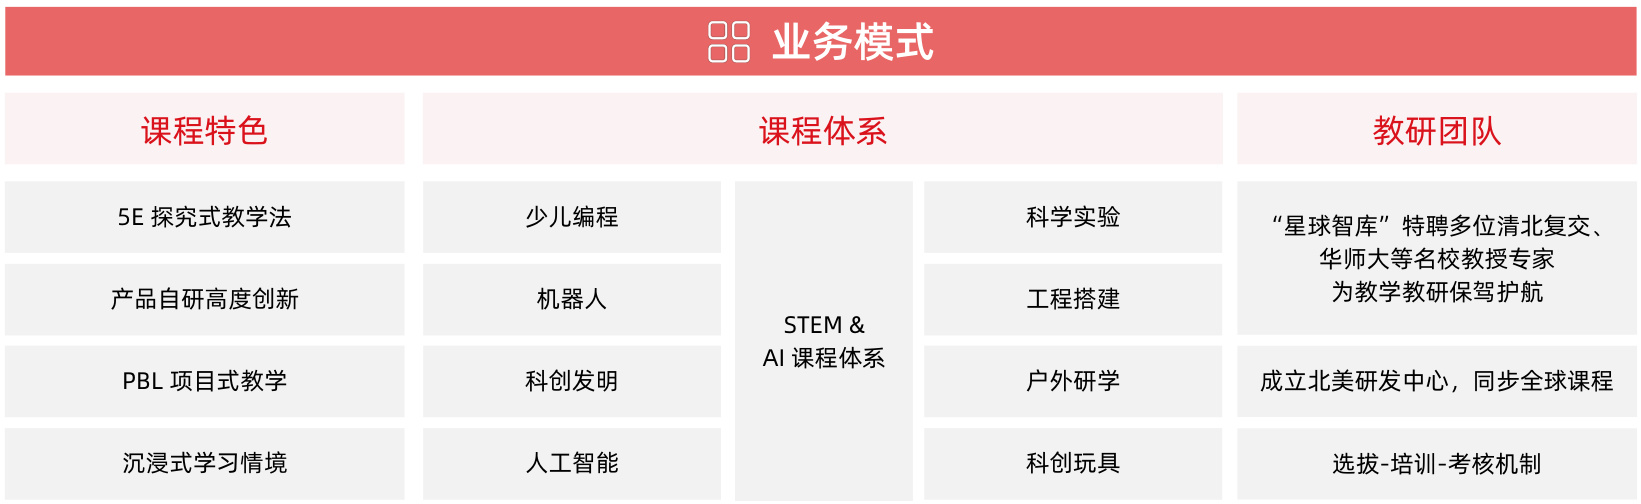 业务模式
课程特色
课程体系
教研团队
5E 探究式教学法
产品自研高度创新
PBL 项目式教学
沉浸式学习情境
少儿编程
机器人
科创发明
人工智能
STEM &
AI 课程体系
科学实验
工程搭建
户外研学
科创玩具
“星球智库”特聘多位清北复交、
华师大等名校教授专家
为教学教研保驾护航
成立北美研发中心，同步全球课程
选拔-培训-考核机制